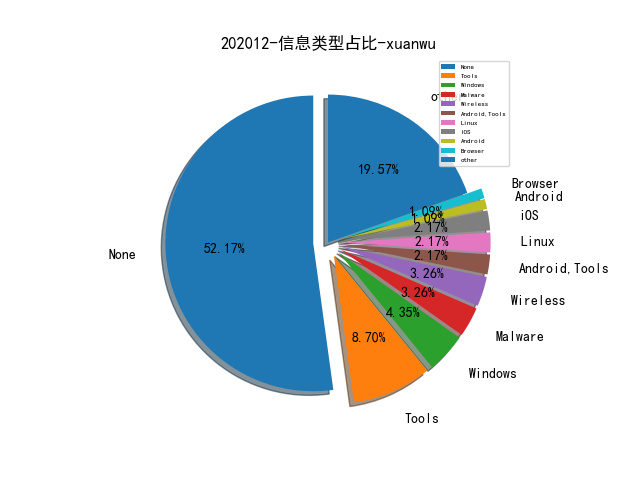 202012-信息类型占比-xuanwu
None
Tools
Windows
Malware
Wireless
Android,Tools
Linux
iOS
Android
Browser
other
19.57%
Browser
Android
1.09%
1.09%
iOS
2.17%
Linux
2.17%
None
52.17%
2.17%
Android,Tools
3.26%
Wireless
3.26%
4.35%
Malware
8.70%
Windows
Tools